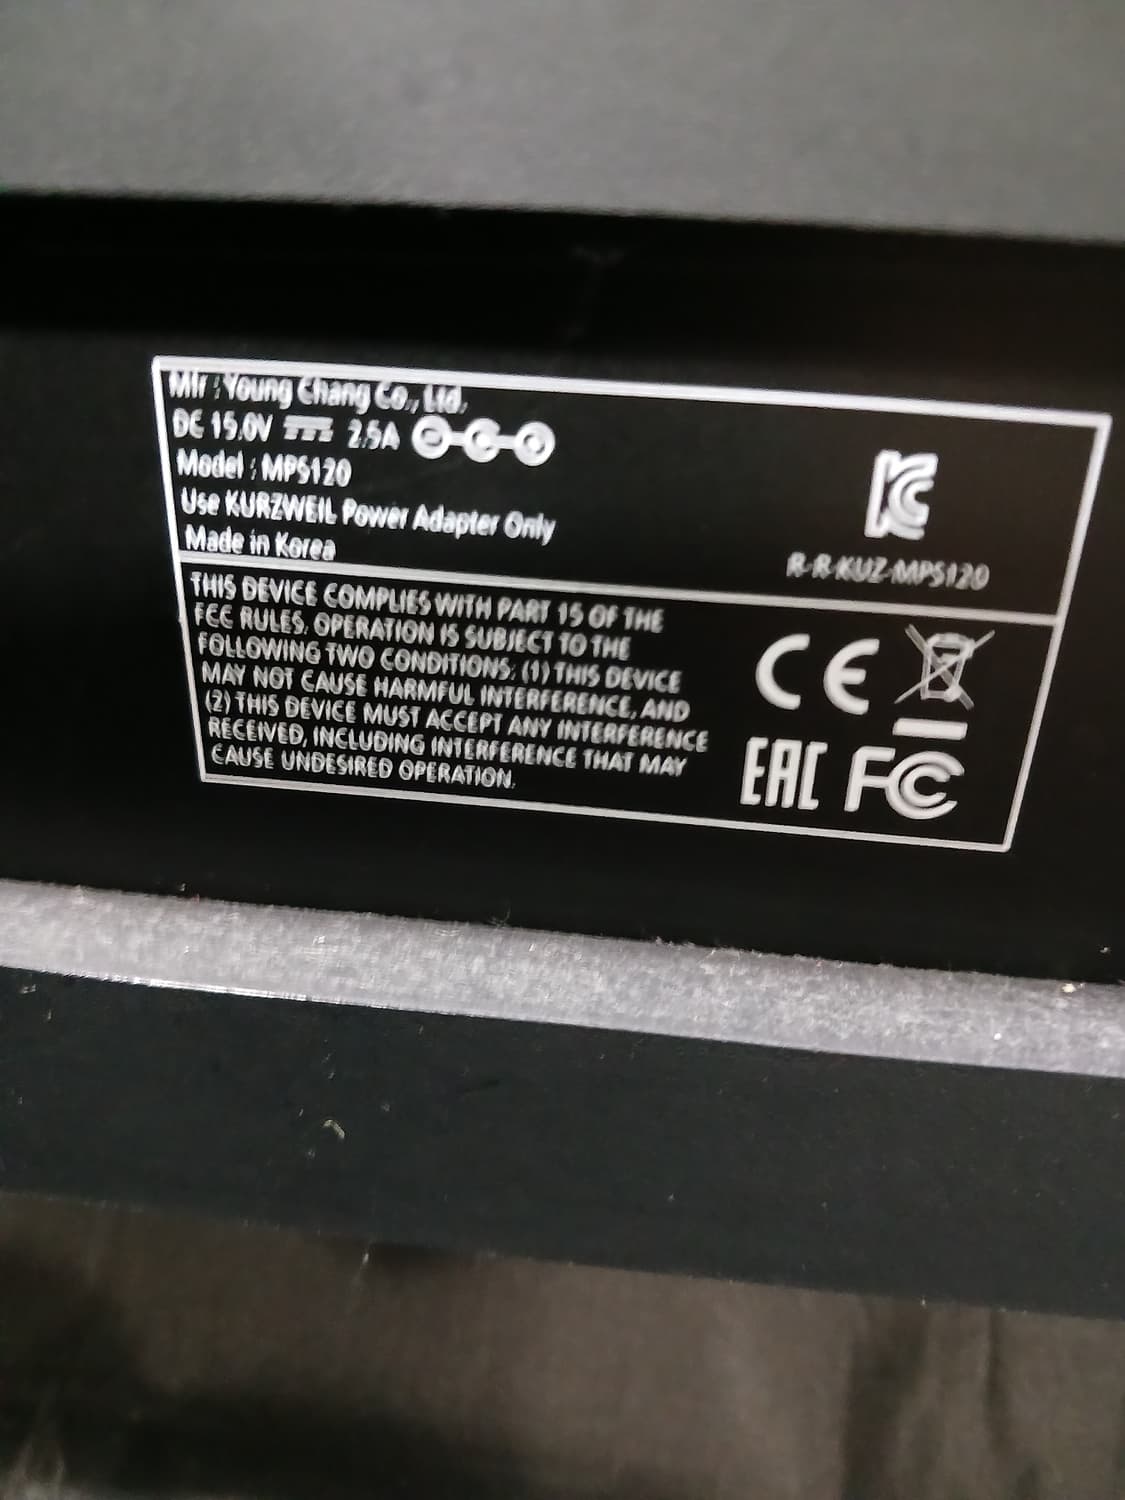 Mfr : Young Chang Co., Ltd.
DC 15.0V 2.5A
Model : MPS120
Use KURZWEIL Power Adapter Only
Made in Korea
KC
R-R-KUZ-MPS120
THIS DEVICE COMPLIES WITH PART 15 OF THE
FCC RULES. OPERATION IS SUBJECT TO THE
FOLLOWING TWO CONDITIONS: (1) THIS DEVICE
MAY NOT CAUSE HARMFUL INTERFERENCE, AND
(2) THIS DEVICE MUST ACCEPT ANY INTERFERENCE
RECEIVED, INCLUDING INTERFERENCE THAT MAY
CAUSE UNDESIRED OPERATION.
CE
EAC FC